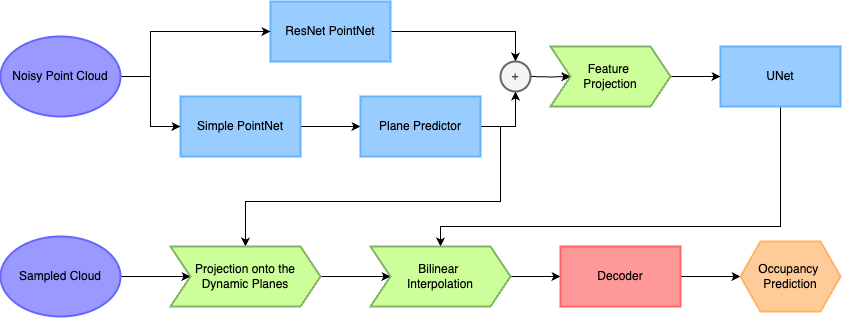 ResNet PointNet
Noisy Point Cloud
+
Feature
Projection
UNet
Simple PointNet
Plane Predictor
Sampled Cloud
Projection onto the
Dynamic Planes
Bilinear
Interpolation
Decoder
Occupancy
Prediction